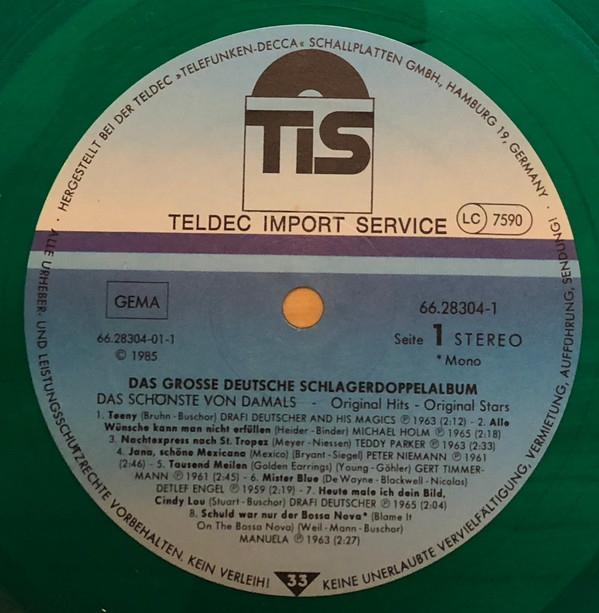 · HERGESTELLT BEI DER TELDEC »TELEFUNKEN-DECCA« SCHALLPLATTEN GMBH., HAMBURG 19, GERMANY ·
TIS
TELDEC IMPORT SERVICE
LC 7590
GEMA
66.28304-1
66.28304-01-1
Seite 1 STEREO
℗ 1985
* Mono
DAS GROSSE DEUTSCHE SCHLAGERDOPPELALBUM
DAS SCHÖNSTE VON DAMALS - Original Hits - Original Stars
1. Teeny (Bruhn-Buschor) DRAFI DEUTSCHER AND HIS MAGICS ℗ 1963 (2:12) - 2. Alle
Wünsche kann man nicht erfüllen (Heider-Binder) MICHAEL HOLM ℗ 1965 (2:18)
3. Nachtexpress nach St. Tropez (Meyer-Niessen) TEDDY PARKER ℗ 1963 (2:33)
4. Jana, schöne Mexicana (Mexico) (Bryant-Siegel) PETER NIEMANN ℗ 1961
(2:46) - 5. Tausend Meilen (Golden Earrings) (Young-Göhler) GERT TIMMER-
MANN ℗ 1961 (2:45) - 6. Mister Blue (De Wayne-Blackwell-Nicolas)
DETLEF ENGEL ℗ 1959 (2:19) - 7. Heute male ich dein Bild,
Cindy Lou (Stuart-Buschor) DRAFI DEUTSCHER ℗ 1965 (2:04)
8. Schuld war nur der Bossa Nova* (Blame It
On The Bossa Nova) (Weil-Mann-Buschor)
MANUELA ℗ 1963 (2:27)
ALLE URHEBER- UND LEISTUNGSSCHUTZRECHTE VORBEHALTEN. KEIN VERLEIH! KEINE UNERLAUBTE VERVIELFÄLTIGUNG, VERMIETUNG, AUFFÜHRUNG, SENDUNG!
33